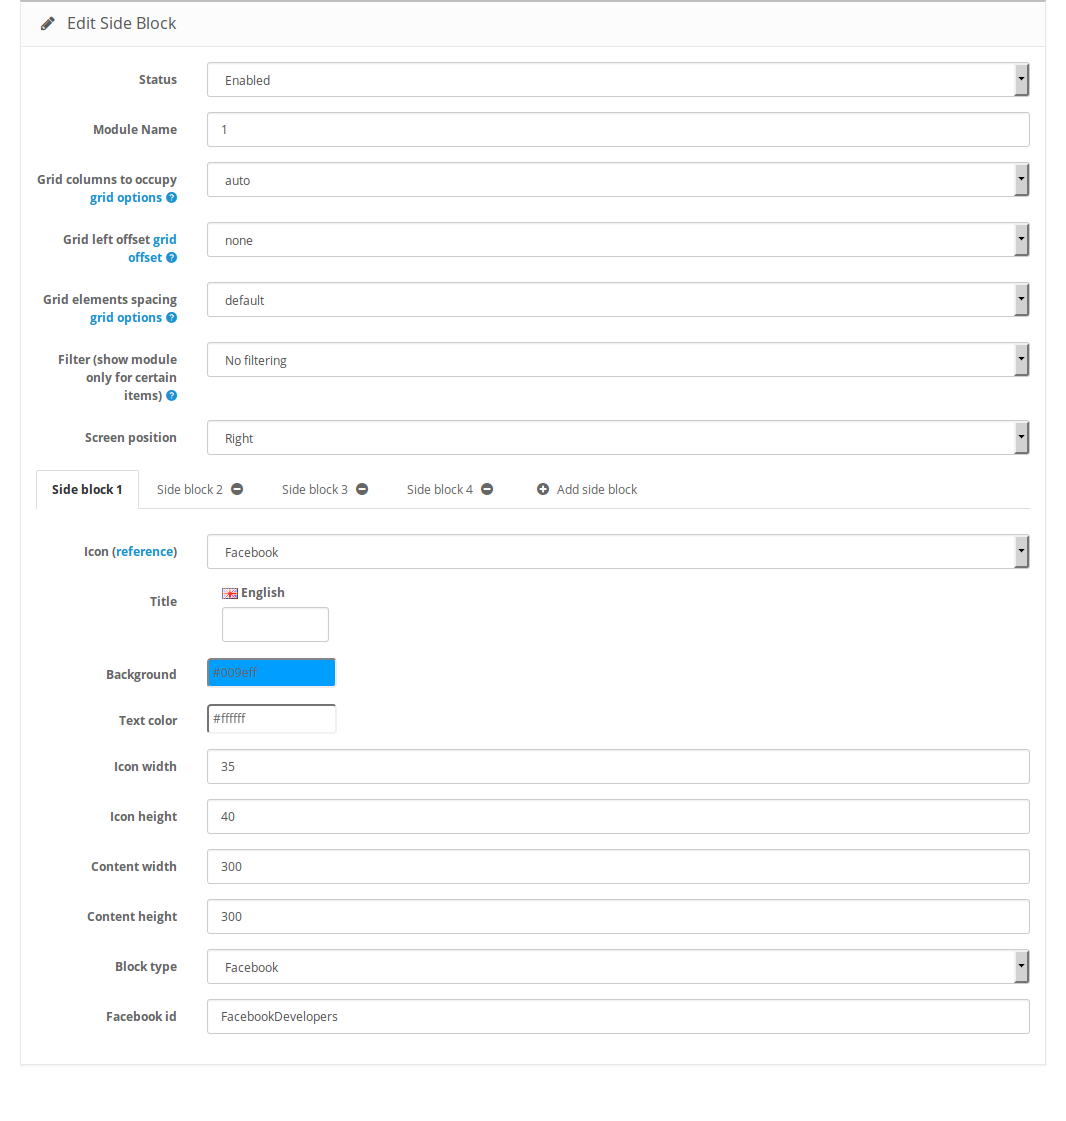 Edit Side Block
Status
Enabled
Module Name
1
Grid columns to occupy
grid options
auto
Grid left offset grid
offset
none
Grid elements spacing
grid options
default
Filter (show module
only for certain
items)
No filtering
Screen position
Right
Side block 1 Side block 2 Side block 3 Side block 4 Add side block
Icon (reference)
Facebook
Title
English
Background
#009eff
Text color
#ffffff
Icon width
35
Icon height
40
Content width
300
Content height
300
Block type
Facebook
Facebook id
FacebookDevelopers